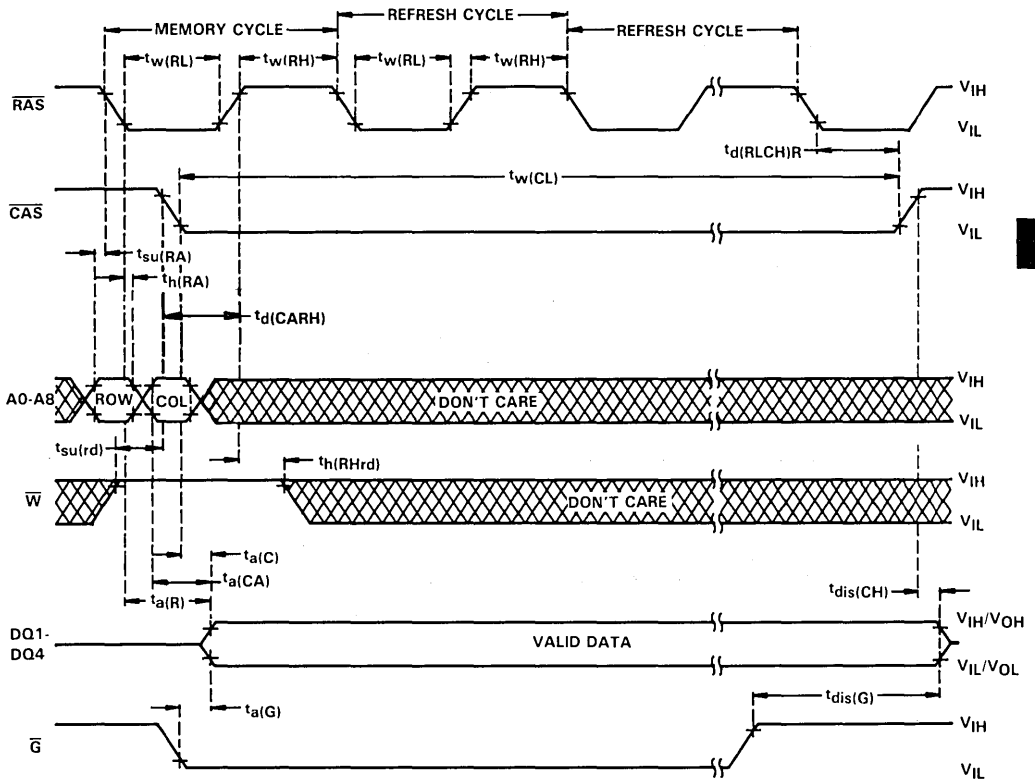 REFRESH CYCLE
MEMORY CYCLE
REFRESH CYCLE
tw(RL) tw(RH) tw(RL) tw(RH)
RAS
VIH
VIL
td(RLCH)R
tw(CL)
CAS
VIH
VIL
tsu(RA)
th(RA)
td(CARH)
A0-A8
ROW COL DON'T CARE
VIH
VIL
tsu(rd)
th(RHrd)
W
DON'T CARE
VIH
VIL
ta(C)
ta(CA)
ta(R)
tdis(CH)
DQ1-
DQ4
VALID DATA
VIH/VOH
VIL/VOL
ta(G)
tdis(G)
G
VIH
VIL